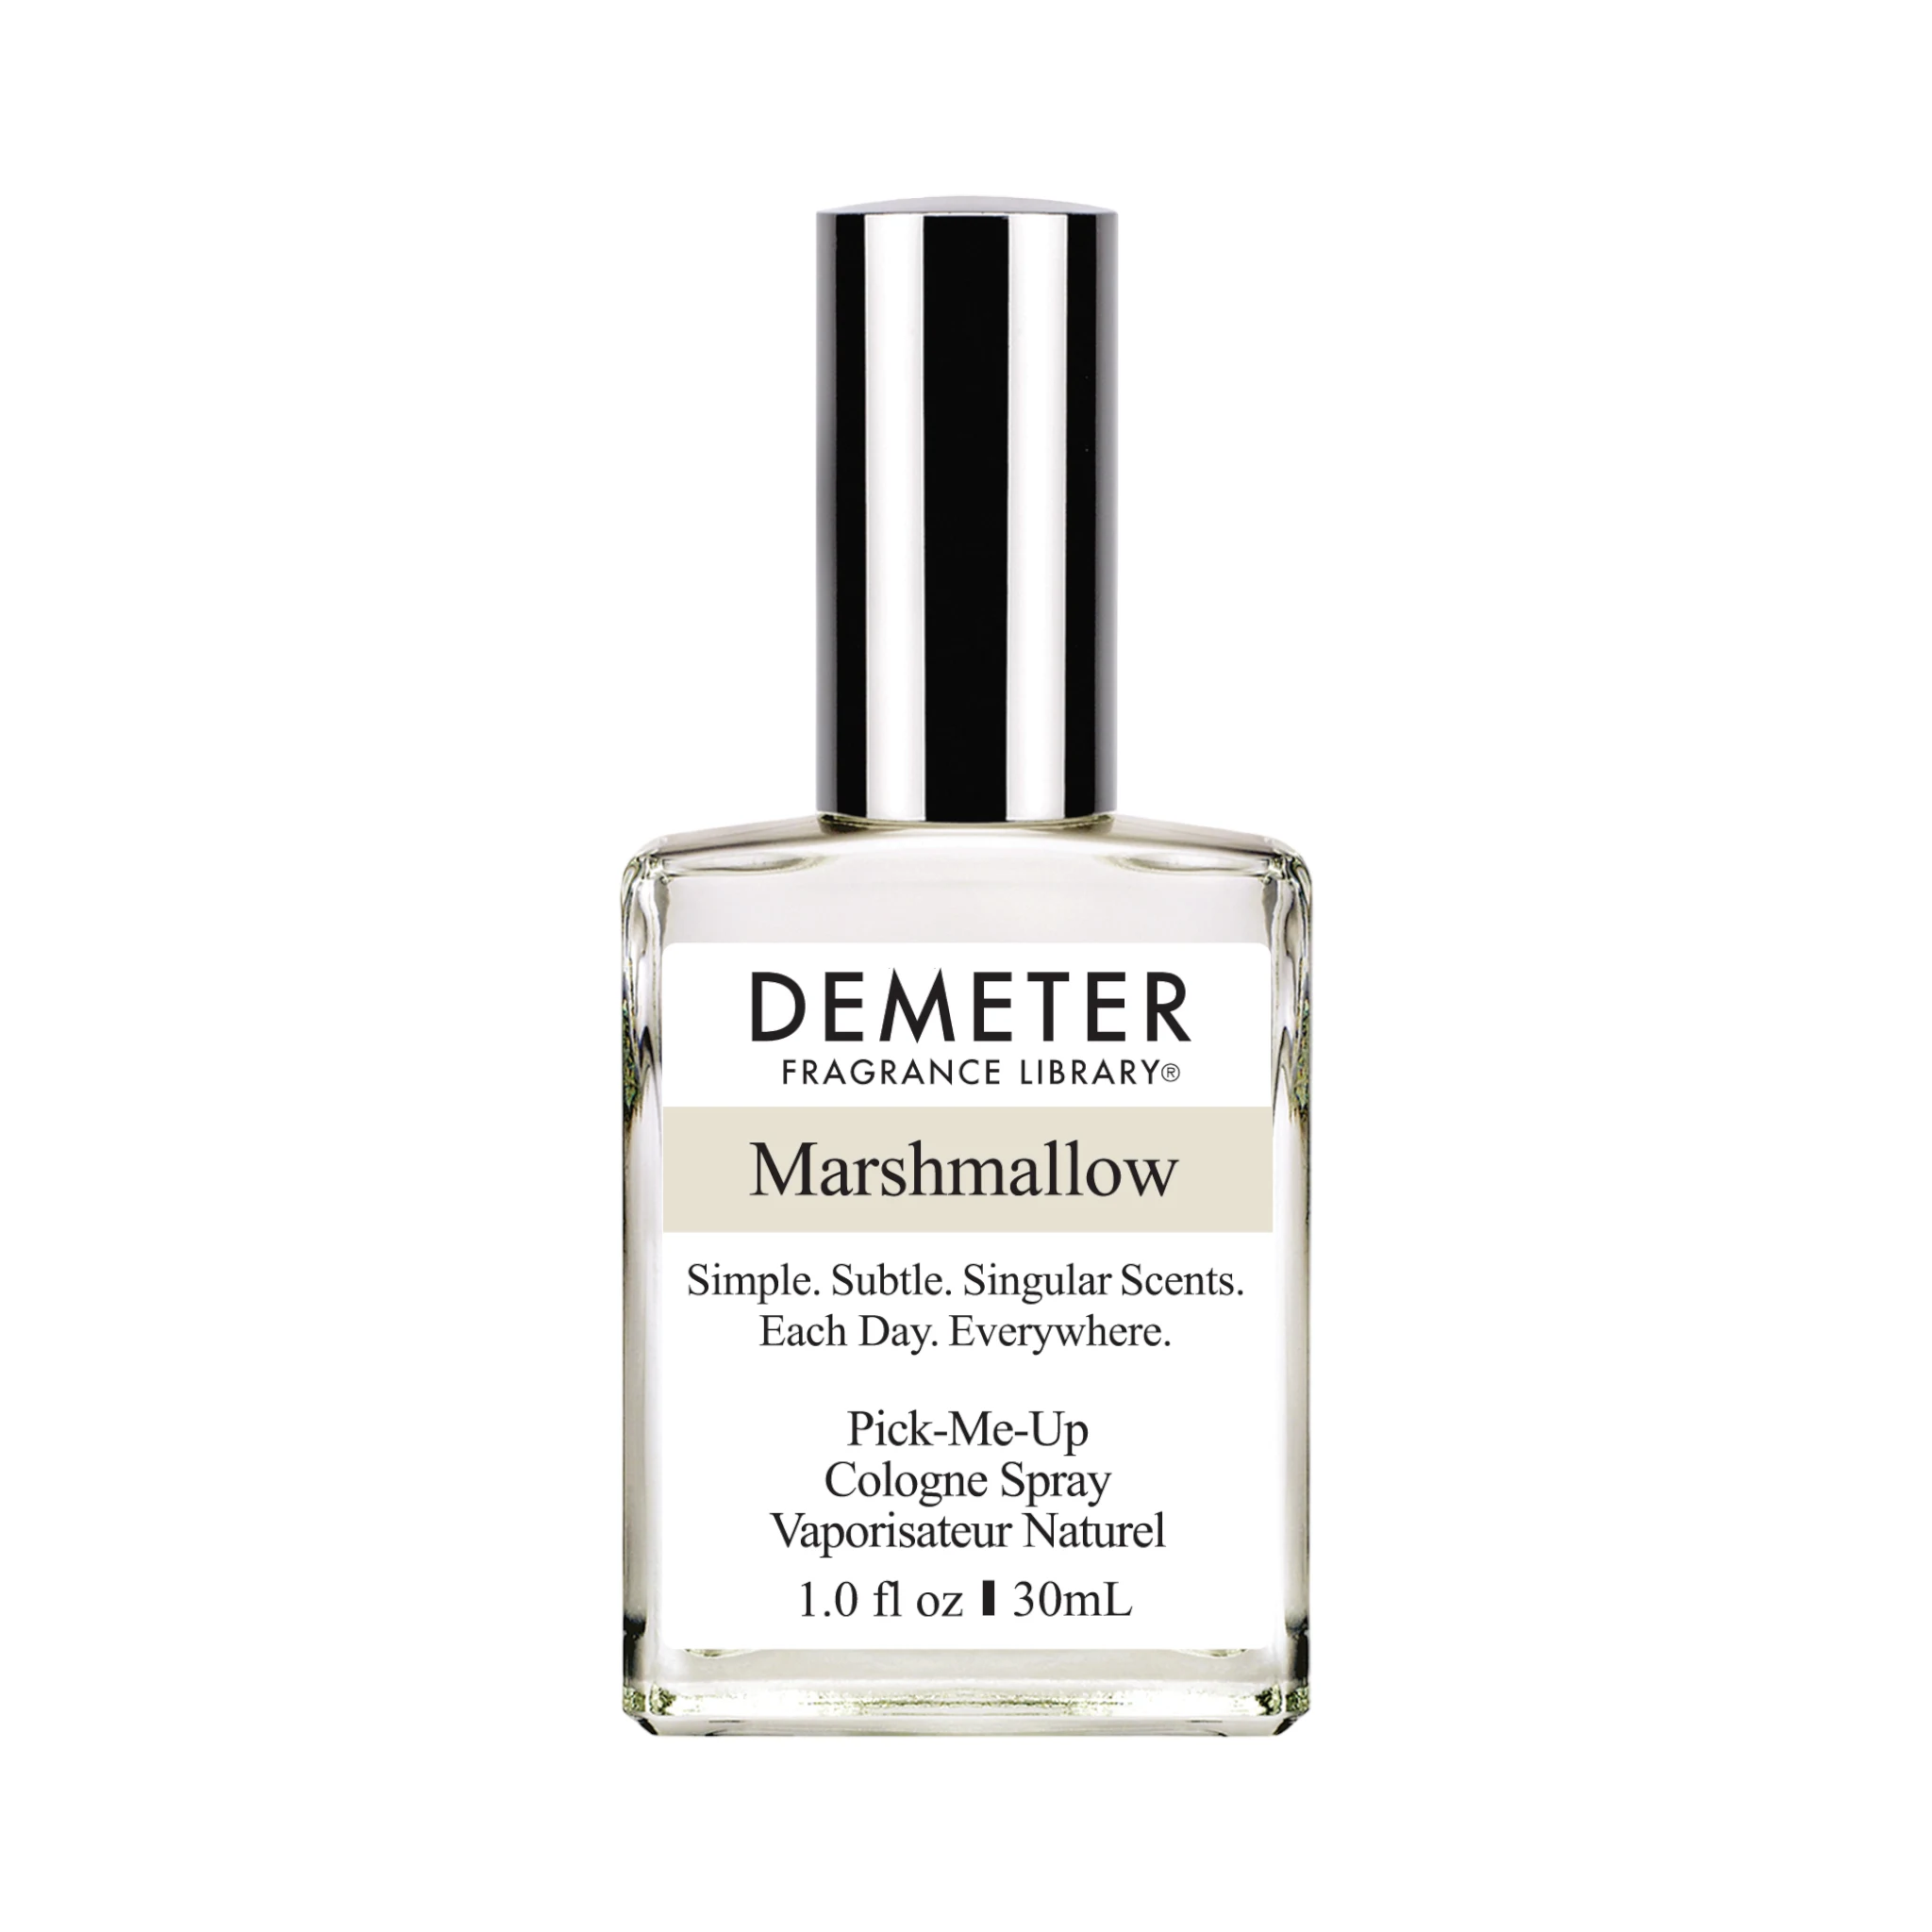 DEMETER
FRAGRANCE LIBRARY®
Marshmallow
Simple. Subtle. Singular Scents.
Each Day. Everywhere.
Pick-Me-Up
Cologne Spray
Vaporisateur Naturel
1.0 fl oz ❚ 30mL